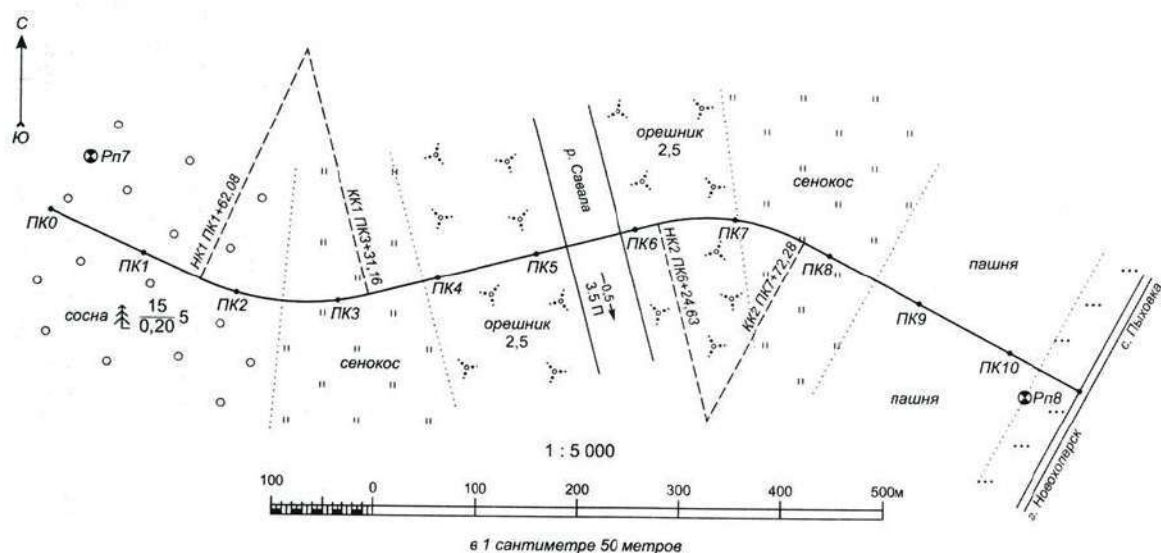 С
Ю
Рп7
ПК0
ПК1
НК1 ПК1+62,08
ПК2
ПК3
КК1 ПК3+31,16
ПК4
ПК5
ПК6
НК2 ПК6+24,63
ПК7
КК2 ПК7+72,28
ПК8
ПК9
ПК10
Рп8
сосна
15
0,20
5
сенокос
орешник
2,5
р. Савала
0,5
3,5 П
орешник
2,5
сенокос
пашня
пашня
с. Пыховка
г. Новохоперск
1 : 5 000
100 0 100 200 300 400 500м
в 1 сантиметре 50 метров